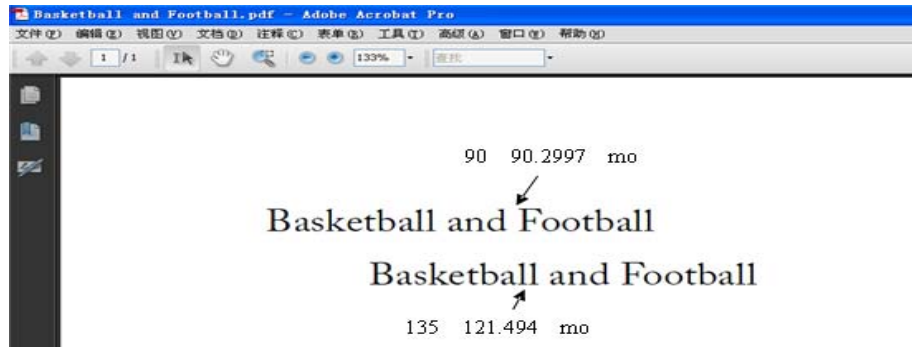 Basketball and Football.pdf - Adobe Acrobat Pro
文件(F) 编辑(E) 视图(V) 文档(D) 注释(C) 表单(R) 工具(T) 高级(A) 窗口(W) 帮助(H)
1 / 1 133% 查找
90 90.2997 mo
Basketball and Football
Basketball and Football
135 121.494 mo